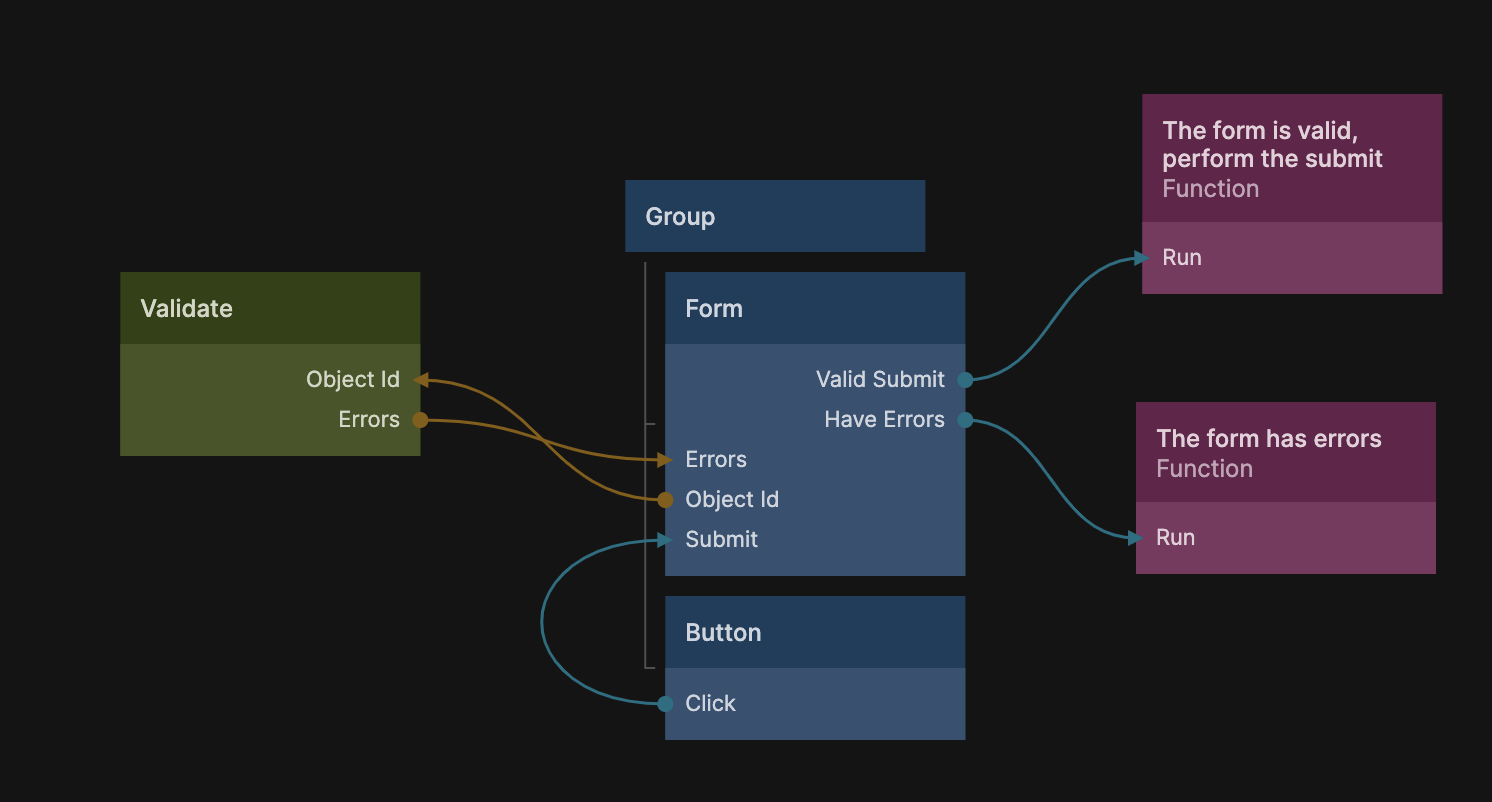 Validate
Object Id
Errors
Group
Form
Valid Submit
Have Errors
Errors
Object Id
Submit
Button
Click
The form is valid,
perform the submit
Function
Run
The form has errors
Function
Run